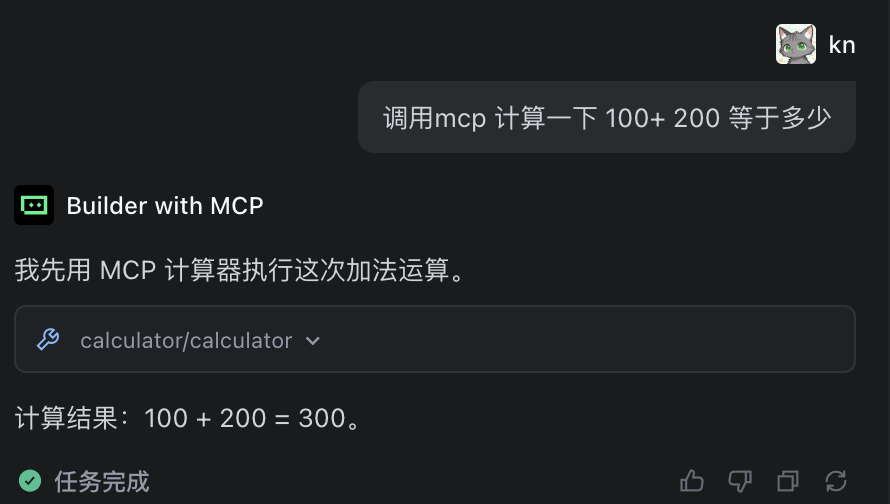 kn
调用mcp 计算一下 100+ 200 等于多少
Builder with MCP
我先用 MCP 计算器执行这次加法运算。
calculator/calculator
计算结果：100 + 200 = 300。
任务完成